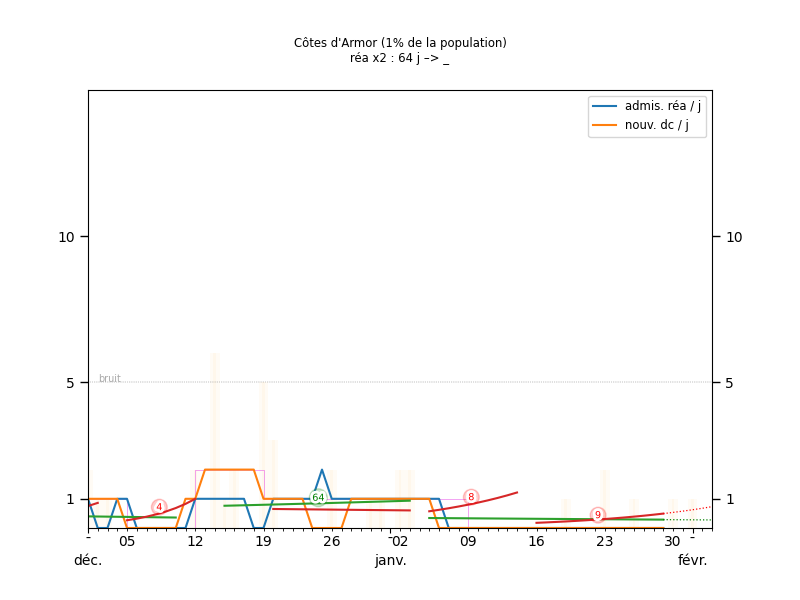 Côtes d'Armor (1% de la population)
réa x2 : 64 j –> _
admis. réa / j
nouv. dc / j
10 10
bruit
5 5
4 64 8 9
1 1
- 05 12 19 26 - 02 09 16 23 30 -
déc. janv. févr.